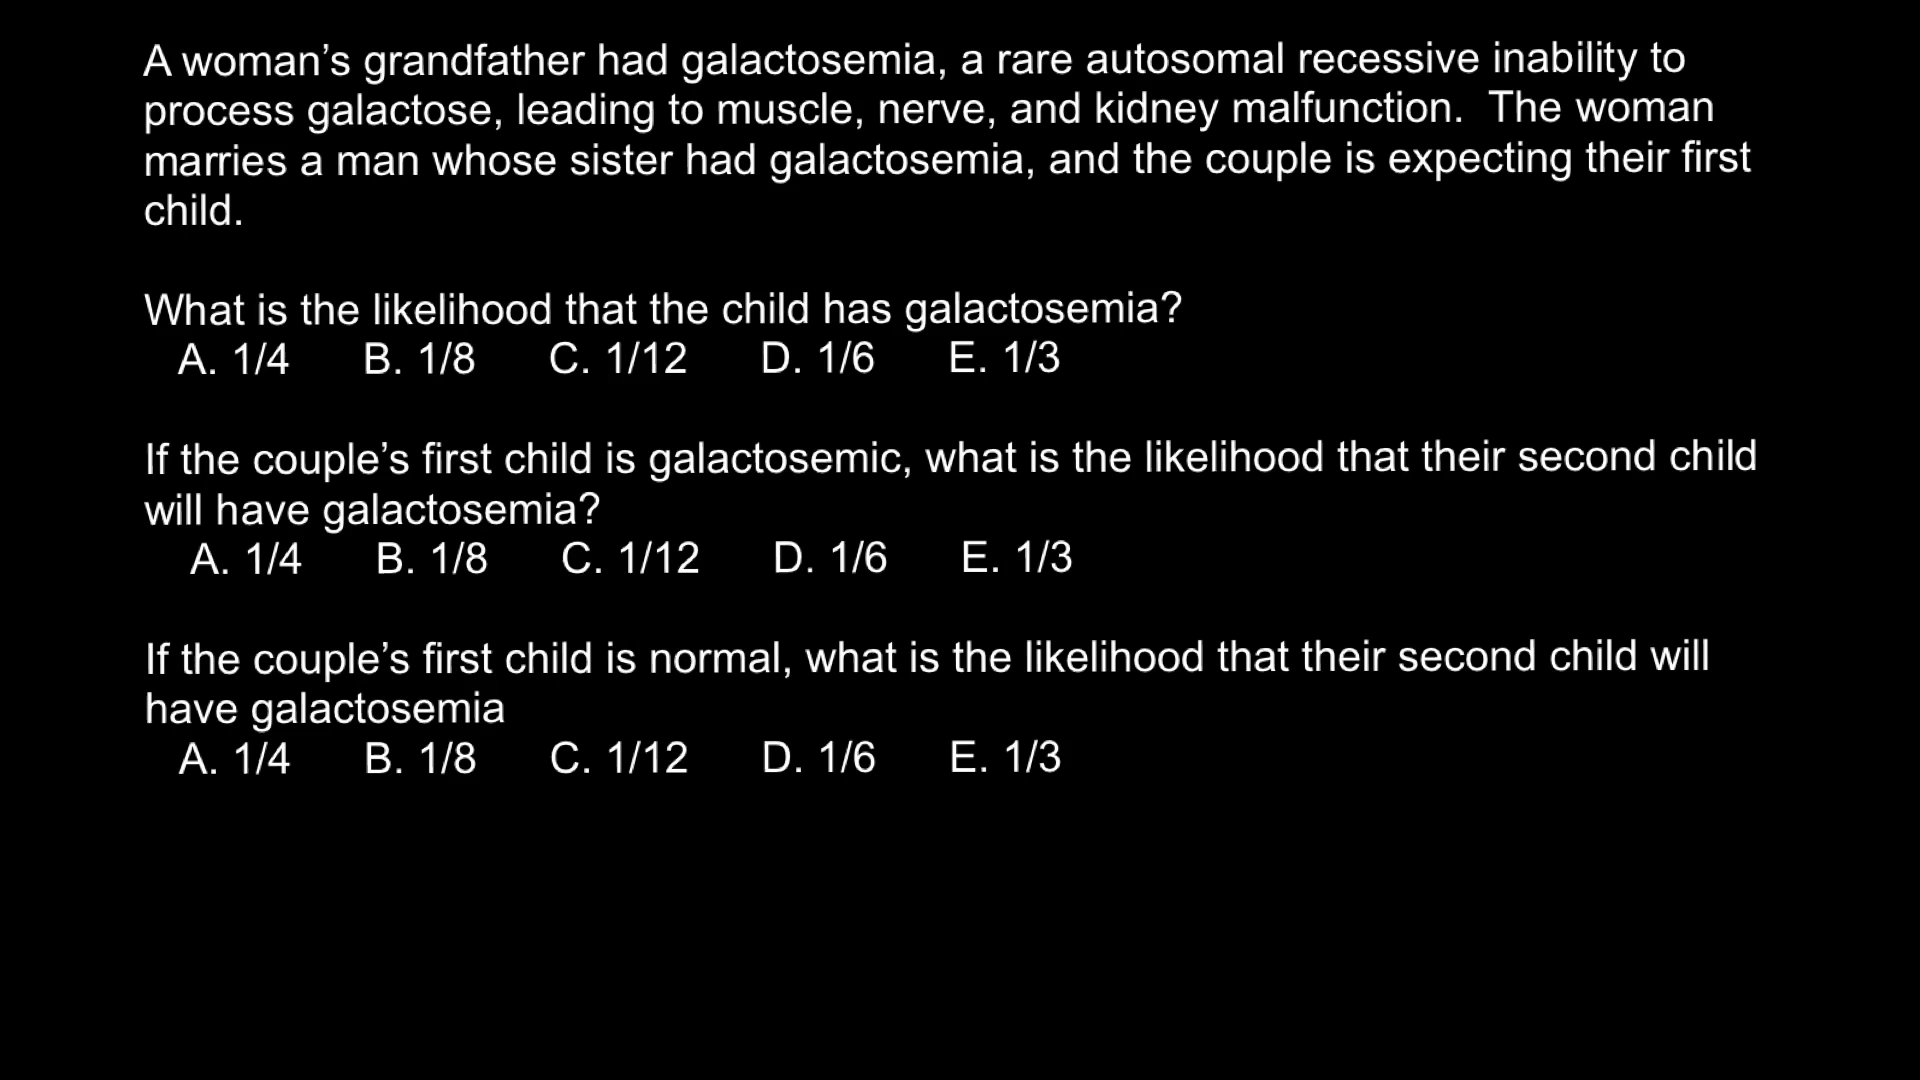 A woman’s grandfather had galactosemia, a rare autosomal recessive inability to
process galactose, leading to muscle, nerve, and kidney malfunction.  The woman
marries a man whose sister had galactosemia, and the couple is expecting their first
child.
What is the likelihood that the child has galactosemia?
A. 1/4 B. 1/8 C. 1/12 D. 1/6 E. 1/3
If the couple’s first child is galactosemic, what is the likelihood that their second child
will have galactosemia?
A. 1/4 B. 1/8 C. 1/12 D. 1/6 E. 1/3
If the couple’s first child is normal, what is the likelihood that their second child will
have galactosemia
A. 1/4 B. 1/8 C. 1/12 D. 1/6 E. 1/3